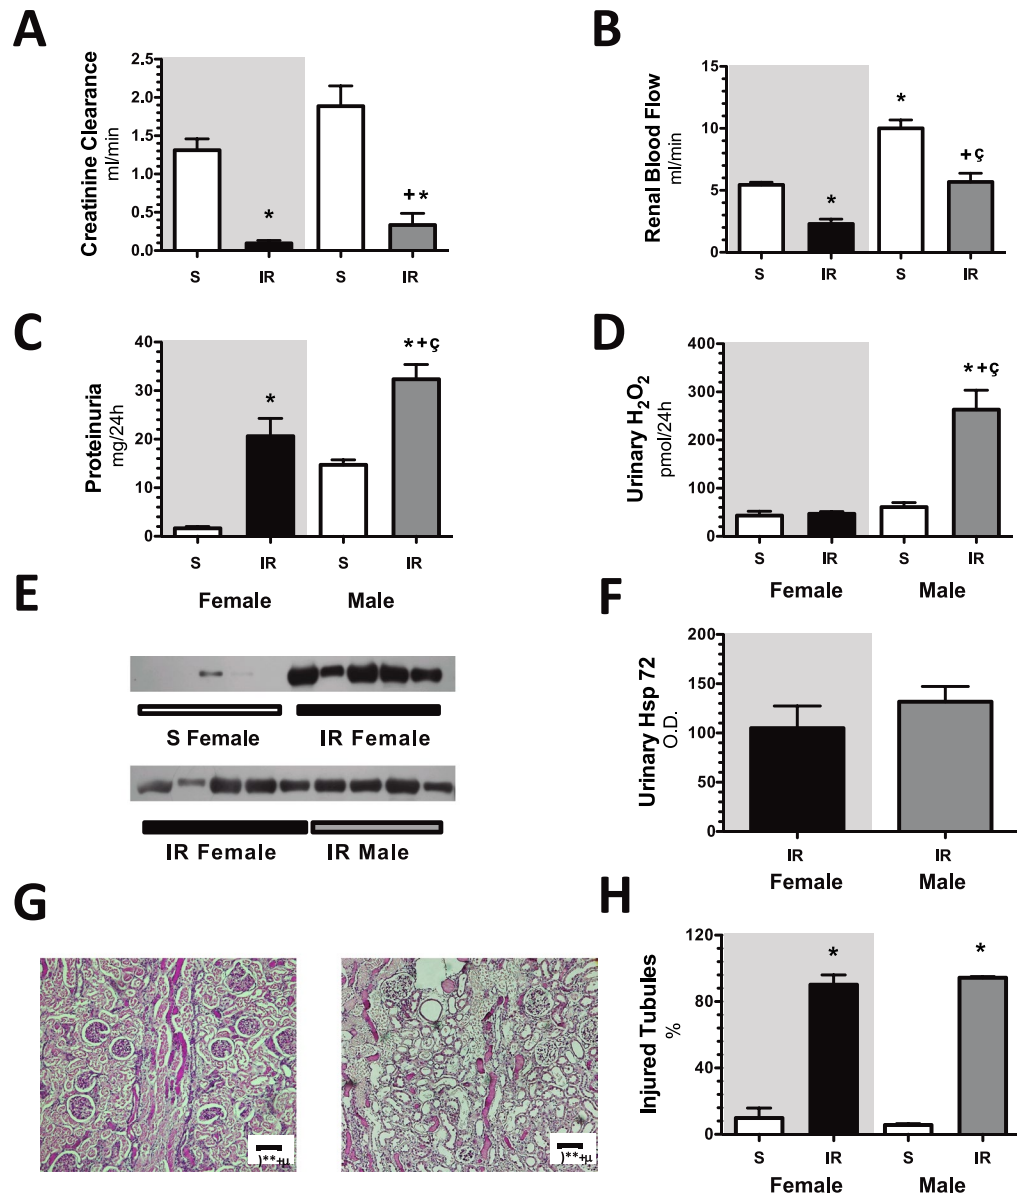 A
Creatinine Clearance
ml/min
2.5
2.0
1.5
1.0
0.5
0.0
*
+ *
S
IR
S
IR
B
Renal Blood Flow
ml/min
15
10
5
0
*
*
+ ç
S
IR
S
IR
C
Proteinuria
mg/24h
40
30
20
10
0
*
* + ç
S
IR
S
IR
Female
Male
D
Urinary H2O2
pmol/24h
400
300
200
100
0
* + ç
S
IR
S
IR
Female
Male
E
S Female
IR Female
IR Female
IR Male
F
Urinary Hsp 72
O.D.
200
150
100
50
0
IR
IR
Female
Male
G
)**+µ
)**+µ
H
Injured Tubules
%
120
80
40
0
*
*
S
IR
S
IR
Female
Male